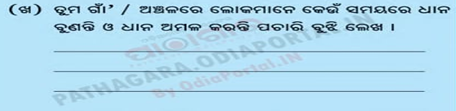 (ଖ) ତୁମ ଗାଁ' / ଅଞ୍ଚଳରେ ଲୋକମାନେ କେଉଁ ସମୟରେ ଧାନ
ବୁଣନ୍ତି ଓ ଧାନ ଅମଳ କରନ୍ତି ପଚାରି ବୁଝି ଲେଖ ।
PATHAGARA.ODIAPORTAL.IN
By OdiaPortal.IN